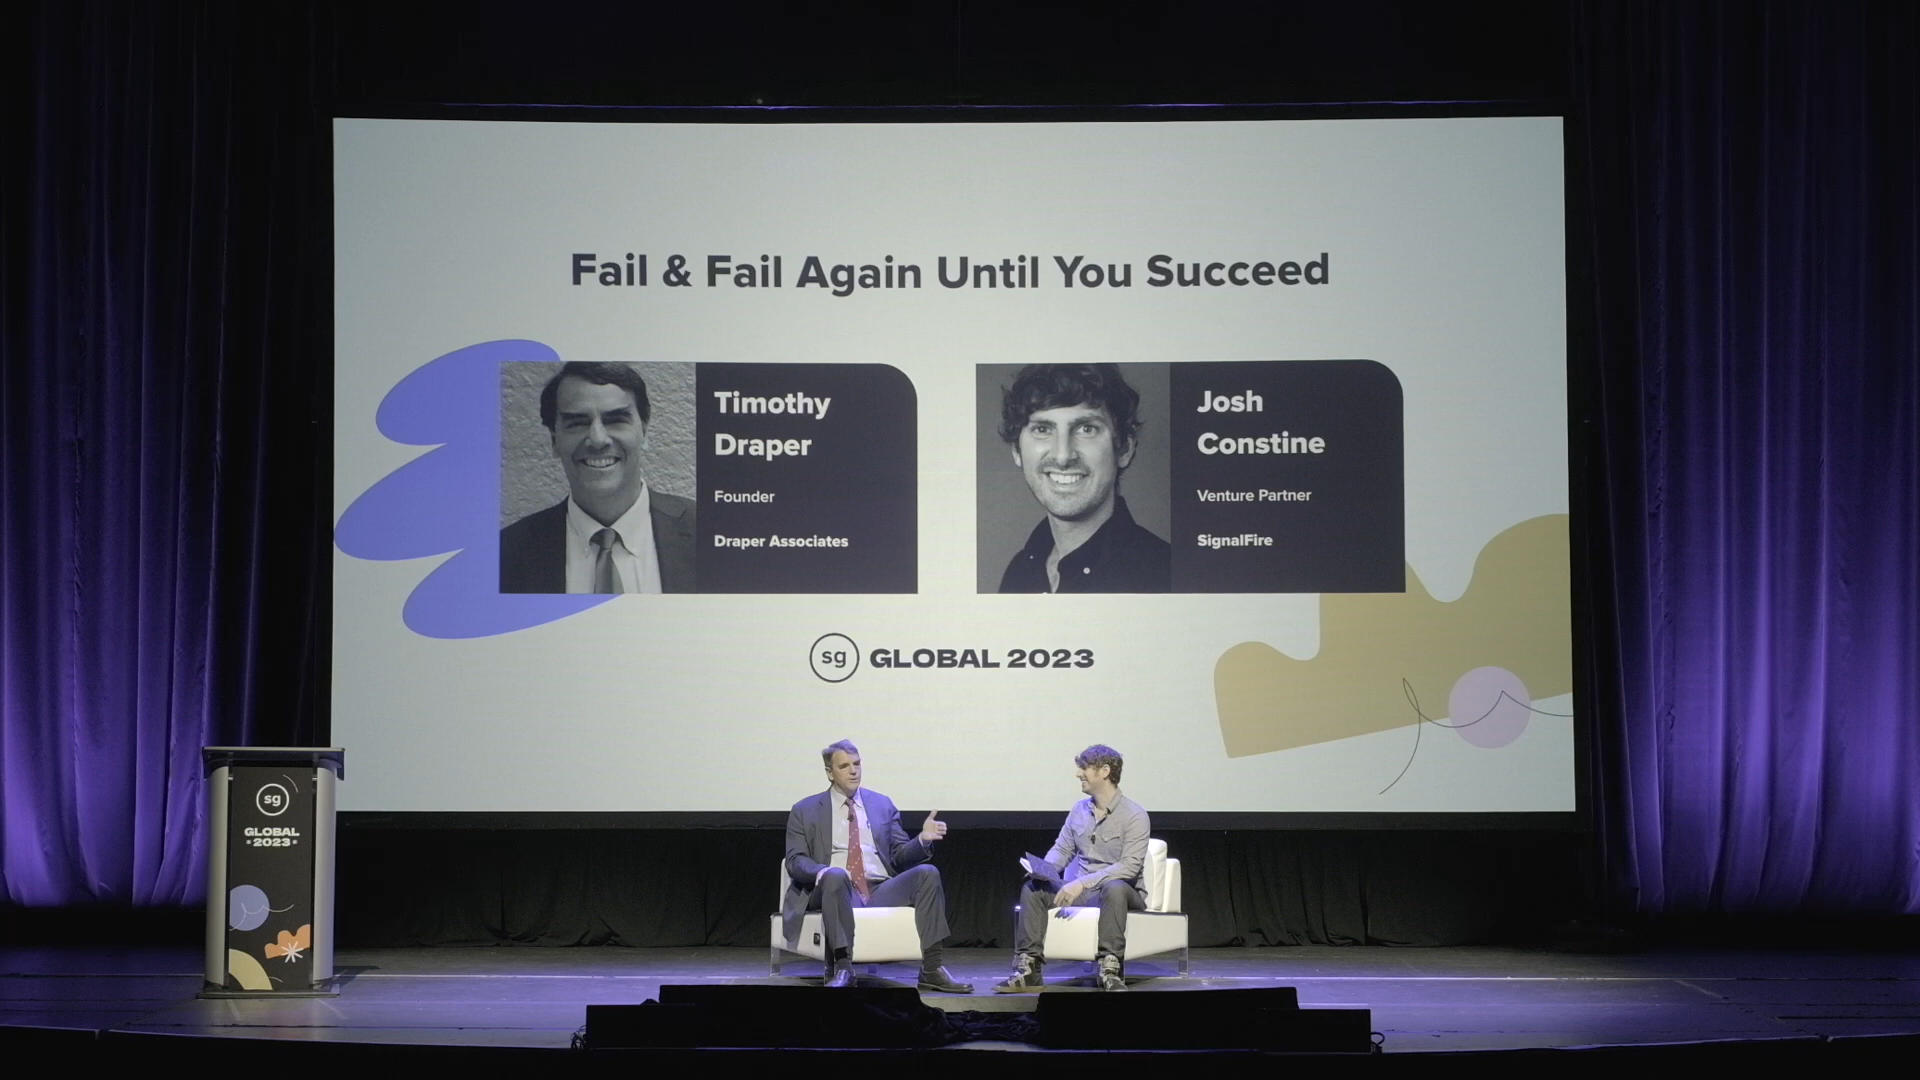 Fail & Fail Again Until You Succeed
Timothy
Draper
Founder
Draper Associates
Josh
Constine
Venture Partner
SignalFire
sg GLOBAL 2023
sg
GLOBAL
2023